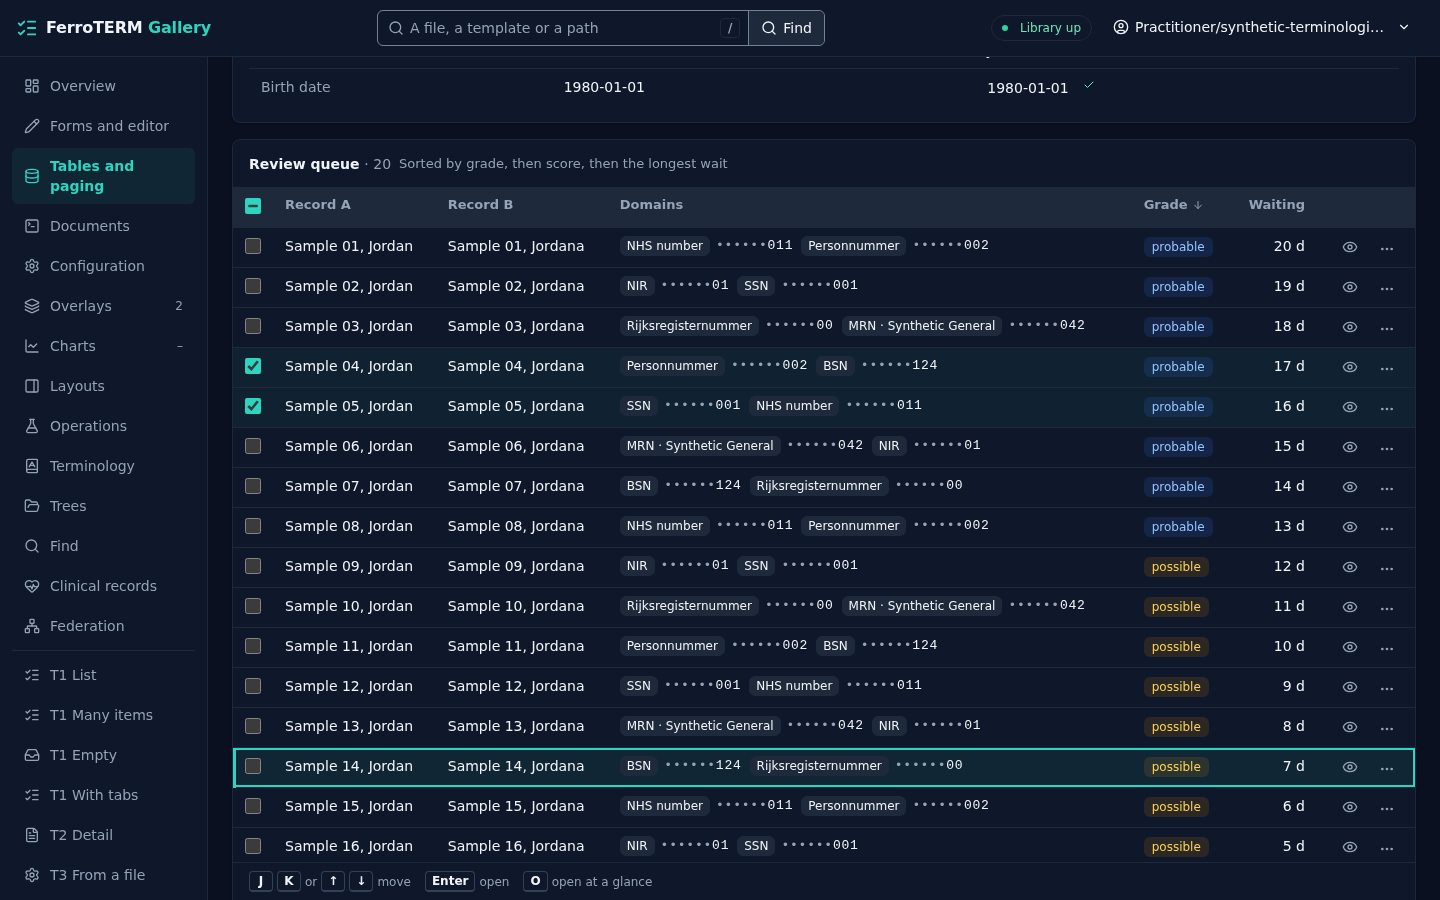 FerroTERM Gallery
A file, a template or a path
/
Find
Library up
Practitioner/synthetic-terminologi…
Overview
Forms and editor
Tables and
paging
Documents
Configuration
Overlays 2
Charts –
Layouts
Operations
Terminology
Trees
Find
Clinical records
Federation
T1 List
T1 Many items
T1 Empty
T1 With tabs
T2 Detail
T3 From a file
Birth date 1980-01-01 1980-01-01
Review queue · 20 Sorted by grade, then score, then the longest wait
Record A Record B Domains Grade ↓ Waiting
Sample 01, Jordan Sample 01, Jordana NHS number ••••••011 Personnummer ••••••002 probable 20 d
Sample 02, Jordan Sample 02, Jordana NIR ••••••01 SSN ••••••001 probable 19 d
Sample 03, Jordan Sample 03, Jordana Rijksregisternummer ••••••00 MRN · Synthetic General ••••••042 probable 18 d
Sample 04, Jordan Sample 04, Jordana Personnummer ••••••002 BSN ••••••124 probable 17 d
Sample 05, Jordan Sample 05, Jordana SSN ••••••001 NHS number ••••••011 probable 16 d
Sample 06, Jordan Sample 06, Jordana MRN · Synthetic General ••••••042 NIR ••••••01 probable 15 d
Sample 07, Jordan Sample 07, Jordana BSN ••••••124 Rijksregisternummer ••••••00 probable 14 d
Sample 08, Jordan Sample 08, Jordana NHS number ••••••011 Personnummer ••••••002 probable 13 d
Sample 09, Jordan Sample 09, Jordana NIR ••••••01 SSN ••••••001 possible 12 d
Sample 10, Jordan Sample 10, Jordana Rijksregisternummer ••••••00 MRN · Synthetic General ••••••042 possible 11 d
Sample 11, Jordan Sample 11, Jordana Personnummer ••••••002 BSN ••••••124 possible 10 d
Sample 12, Jordan Sample 12, Jordana SSN ••••••001 NHS number ••••••011 possible 9 d
Sample 13, Jordan Sample 13, Jordana MRN · Synthetic General ••••••042 NIR ••••••01 possible 8 d
Sample 14, Jordan Sample 14, Jordana BSN ••••••124 Rijksregisternummer ••••••00 possible 7 d
Sample 15, Jordan Sample 15, Jordana NHS number ••••••011 Personnummer ••••••002 possible 6 d
Sample 16, Jordan Sample 16, Jordana NIR ••••••01 SSN ••••••001 possible 5 d
J K or ↑ ↓ move Enter open O open at a glance